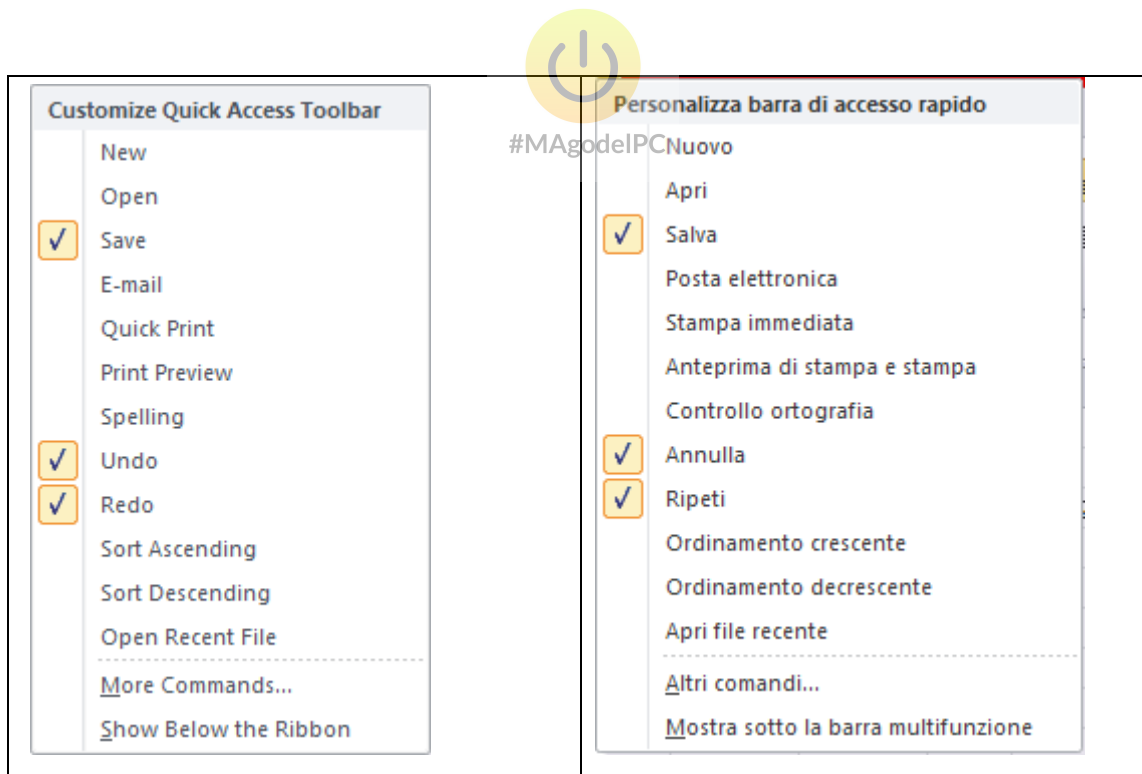 #MAgodelPC
Customize Quick Access Toolbar
New
Open
Save
E-mail
Quick Print
Print Preview
Spelling
Undo
Redo
Sort Ascending
Sort Descending
Open Recent File
More Commands...
Show Below the Ribbon
Personalizza barra di accesso rapido
Nuovo
Apri
Salva
Posta elettronica
Stampa immediata
Anteprima di stampa e stampa
Controllo ortografia
Annulla
Ripeti
Ordinamento crescente
Ordinamento decrescente
Apri file recente
Altri comandi...
Mostra sotto la barra multifunzione